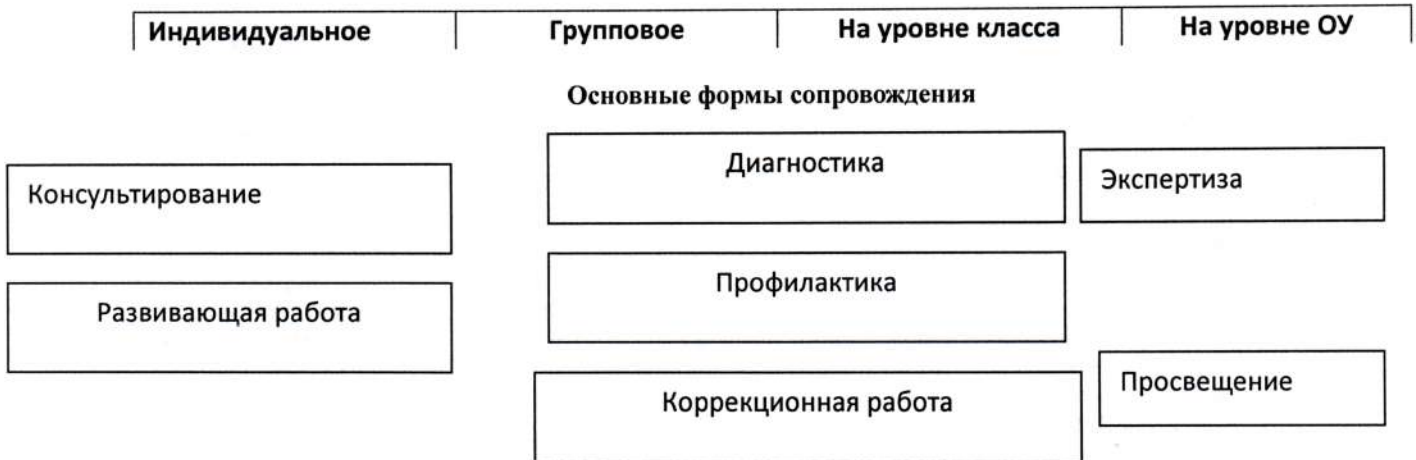 Индивидуальное Групповое На уровне класса На уровне ОУ
Основные формы сопровождения
Диагностика
Консультирование
Экспертиза
Профилактика
Развивающая работа
Просвещение
Коррекционная работа